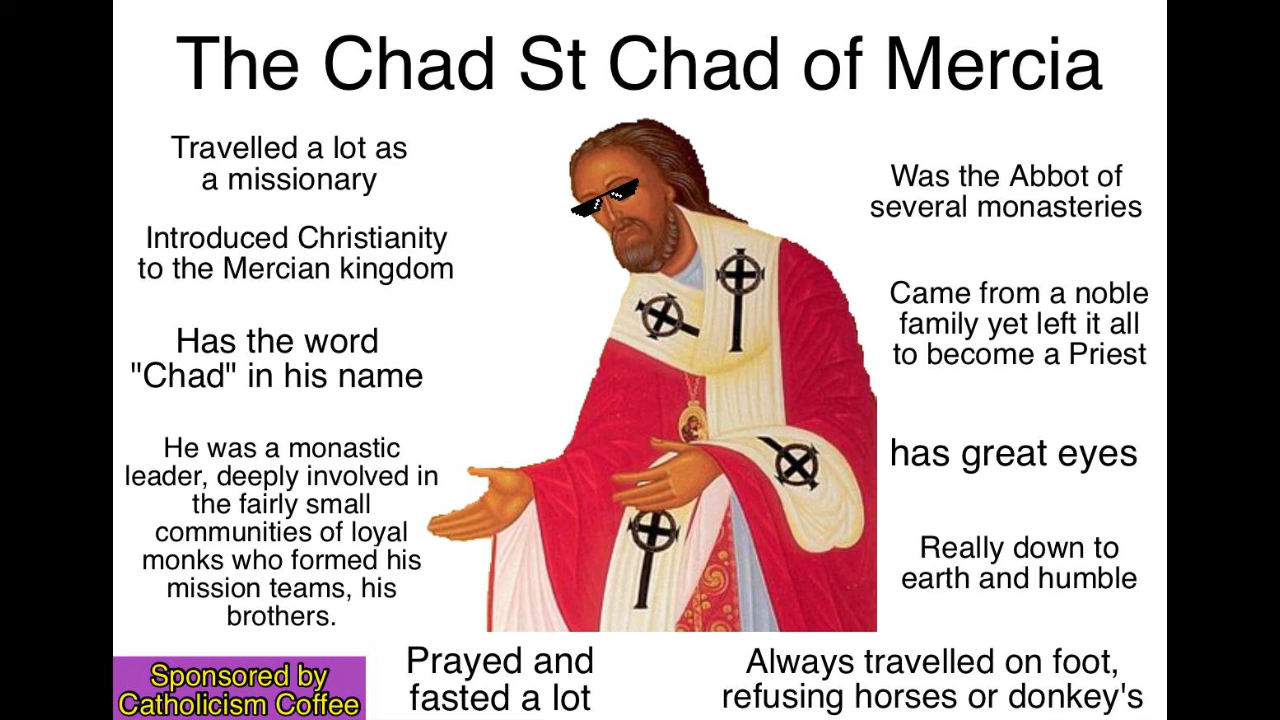 The Chad St Chad of Mercia
Travelled a lot as
a missionary
Introduced Christianity
to the Mercian kingdom
Has the word
"Chad" in his name
He was a monastic
leader, deeply involved in
the fairly small
communities of loyal
monks who formed his
mission teams, his
brothers.
Was the Abbot of
several monasteries
Came from a noble
family yet left it all
to become a Priest
has great eyes
Really down to
earth and humble
Sponsored by
Catholicism Coffee
Prayed and
fasted a lot
Always travelled on foot,
refusing horses or donkey's